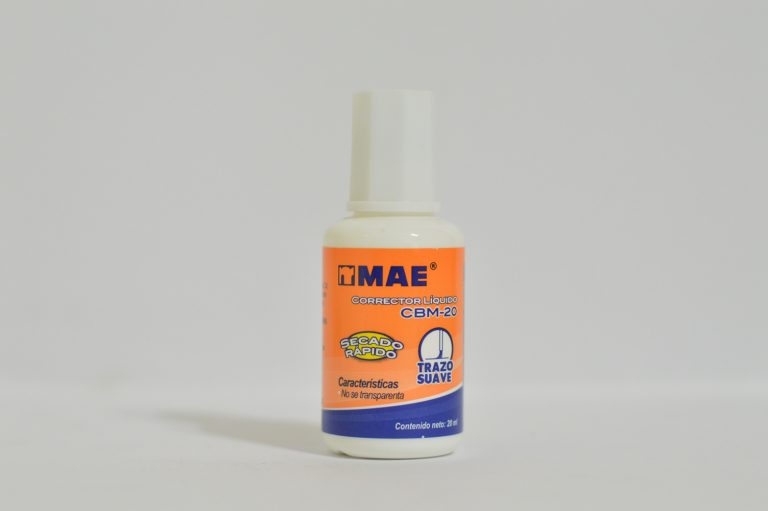 MAE®
CORRECTOR LÍQUIDO
CBM-20
SECADO
RÁPIDO
TRAZO
SUAVE
Características
*No se transparenta
Contenido neto: 20 ml